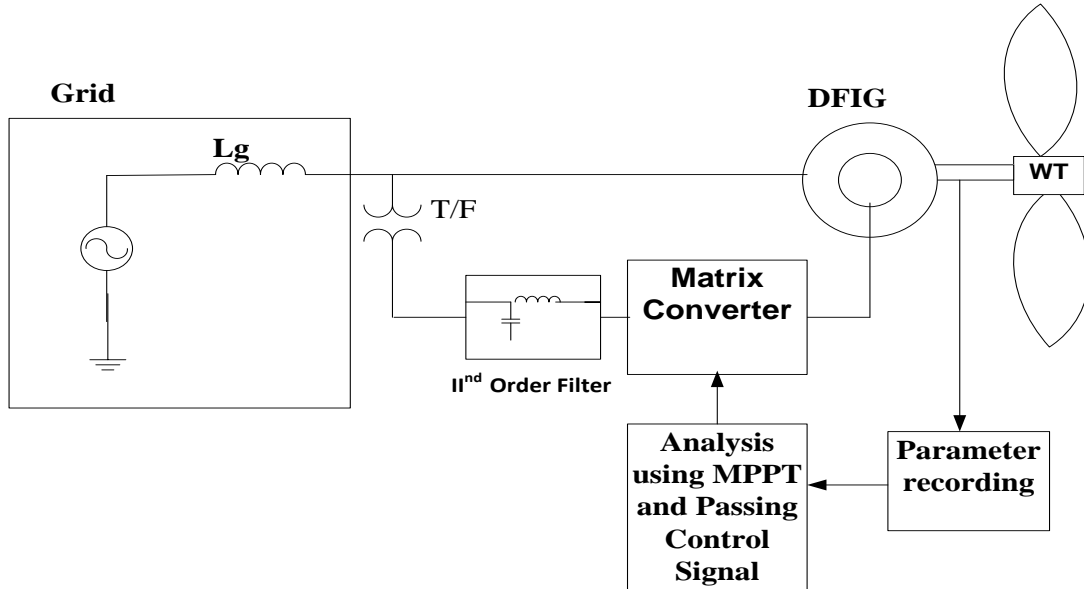 Grid
DFIG
Lg
WT
T/F
Matrix
Converter
IInd Order Filter
Analysis
using MPPT
and Passing
Control
Signal
Parameter
recording